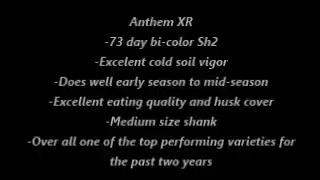 Anthem XR
-73 day bi-color Sh2
-Excelent cold soil vigor
-Does well early season to mid-season
-Excellent eating quality and husk cover
-Medium size shank
-Over all one of the top performing varieties for
the past two years